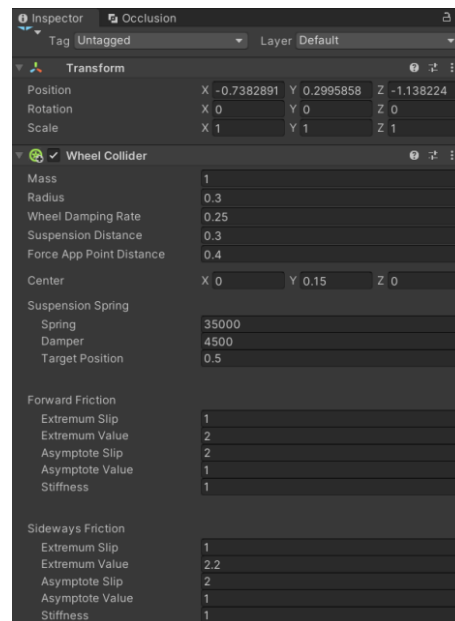 Inspector Occlusion
Tag Untagged Layer Default
Transform
Position X -0.7382891 Y 0.2995858 Z -1.138224
Rotation X 0 Y 0 Z 0
Scale X 1 Y 1 Z 1
Wheel Collider
Mass 1
Radius 0.3
Wheel Damping Rate 0.25
Suspension Distance 0.3
Force App Point Distance 0.4
Center X 0 Y 0.15 Z 0
Suspension Spring
Spring 35000
Damper 4500
Target Position 0.5
Forward Friction
Extremum Slip 1
Extremum Value 2
Asymptote Slip 2
Asymptote Value 1
Stiffness 1
Sideways Friction
Extremum Slip 1
Extremum Value 2.2
Asymptote Slip 2
Asymptote Value 1
Stiffness 1